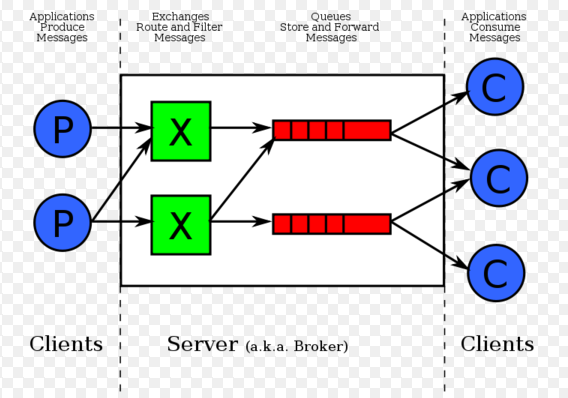 Applications
Produce
Messages
Exchanges
Route and Filter
Messages
Queues
Store and Forward
Messages
Applications
Consume
Messages
P
X
C
P
X
C
C
Clients
Server (a.k.a. Broker)
Clients